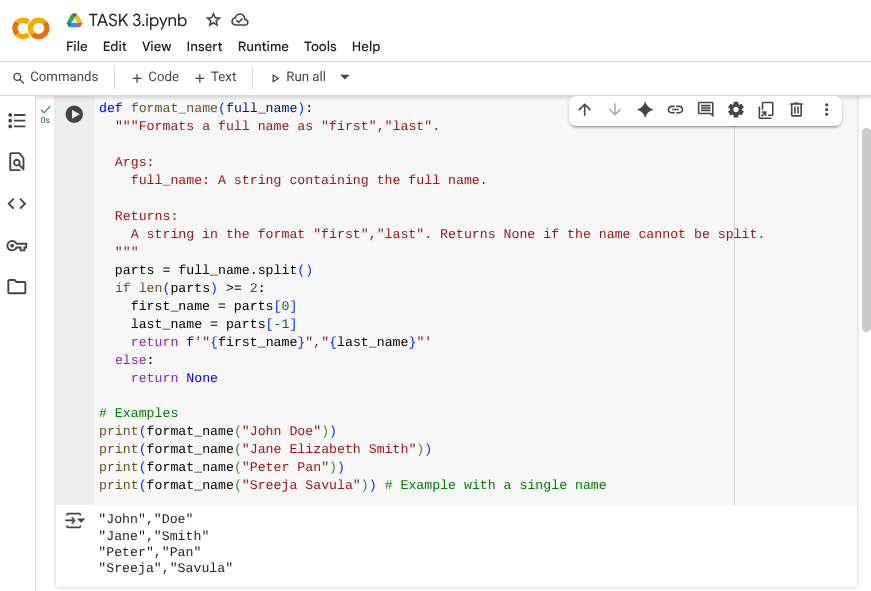 TASK 3.ipynb
File Edit View Insert Runtime Tools Help
Commands + Code + Text Run all
0s
def format_name(full_name):
  """Formats a full name as "first","last".

  Args:
    full_name: A string containing the full name.

  Returns:
    A string in the format "first","last". Returns None if the name cannot be split.
  """
  parts = full_name.split()
  if len(parts) >= 2:
    first_name = parts[0]
    last_name = parts[-1]
    return f'"{first_name}","{last_name}"'
  else:
    return None

# Examples
print(format_name("John Doe"))
print(format_name("Jane Elizabeth Smith"))
print(format_name("Peter Pan"))
print(format_name("Sreeja Savula")) # Example with a single name
"John","Doe"
"Jane","Smith"
"Peter","Pan"
"Sreeja","Savula"